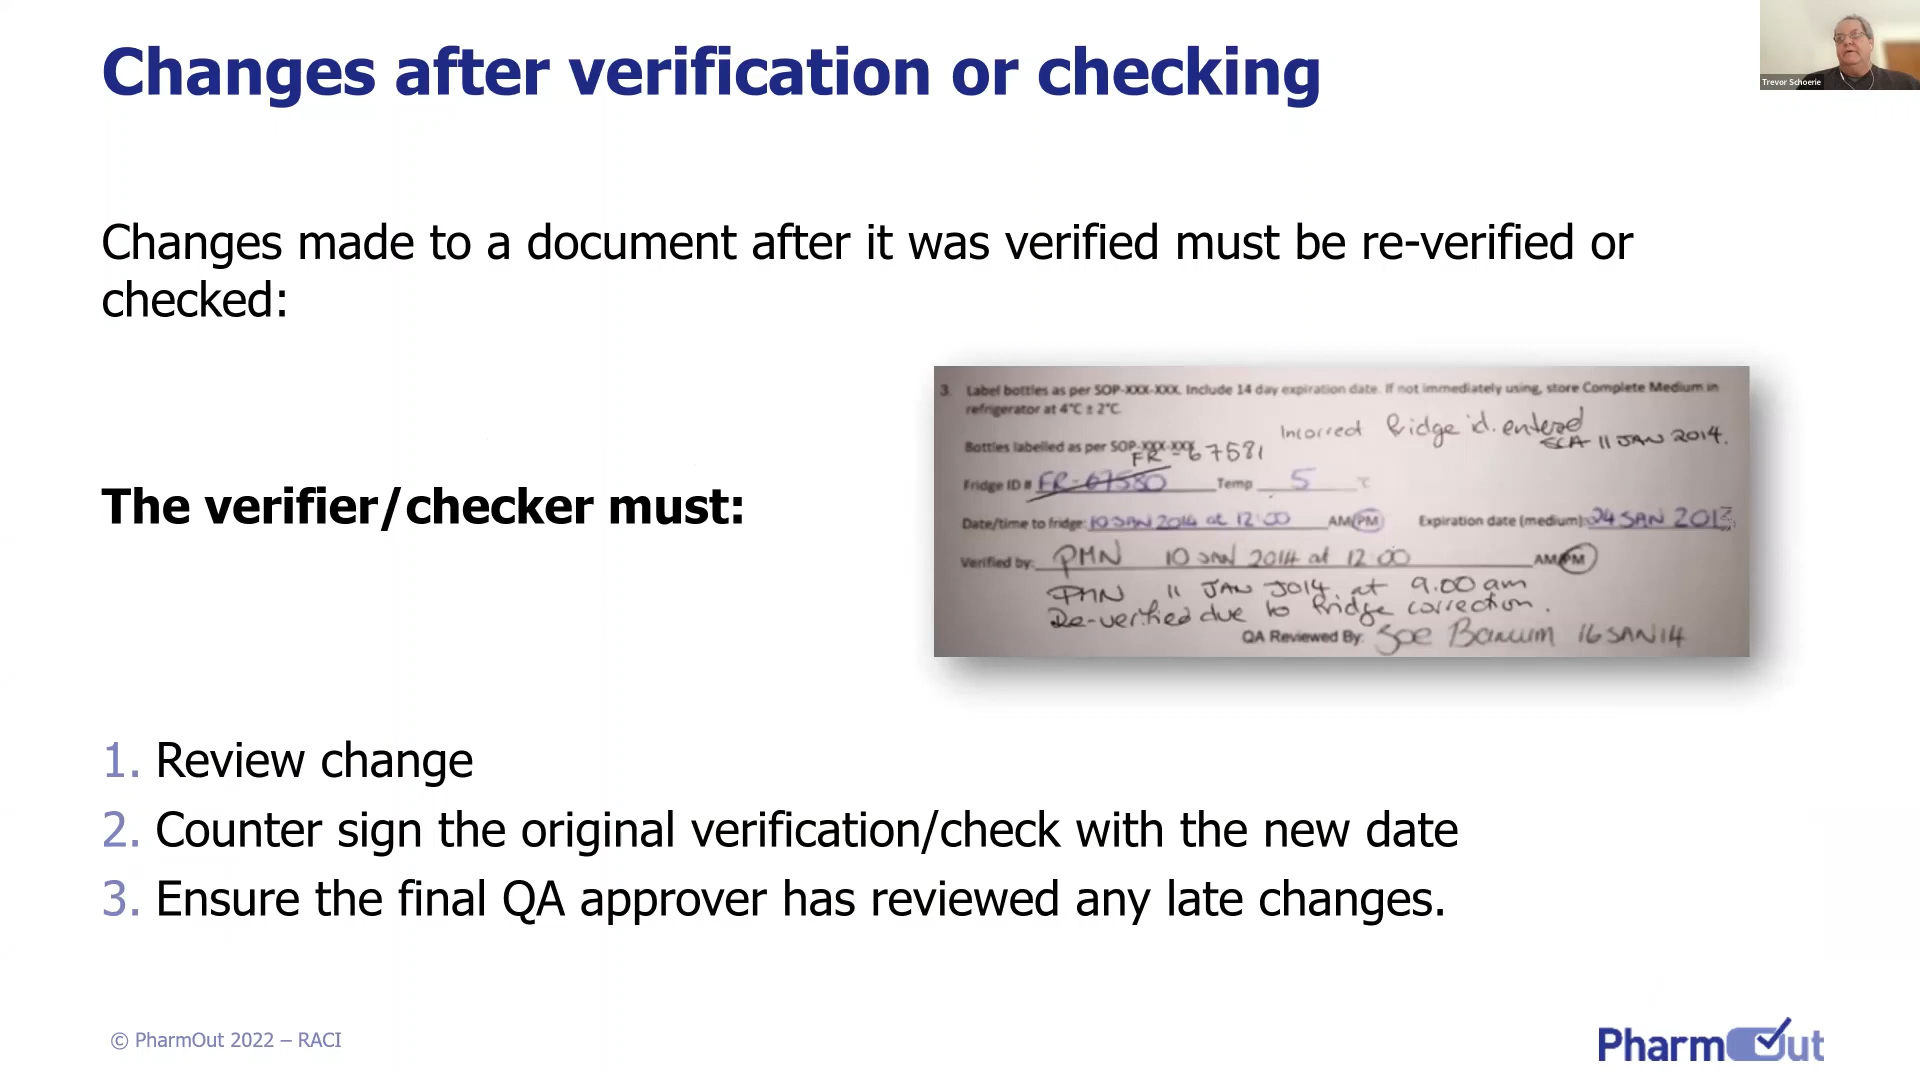 Changes after verification or checking
Trevor Schoerie
Changes made to a document after it was verified must be re-verified or
checked:
3. Label bottles as per SOP-XXX-XXX. Include 14 day expiration date. If not immediately using, store Complete Medium in
refrigerator at 4°C ± 2°C.
Incorrect fridge id. entered
Bottles labelled as per SOP-XXX-XXX
11 JAN 2014.
FR-67581
Fridge ID # FR-67580 Temp 5 °C
Date/time to fridge: 10 JAN 2014 at 12:00 AM/PM Expiration date (medium): 24 JAN
Verified by: PMN 10 JAN 2014 at 12:00 AM/PM
PMN 11 JAN 2014 at 9.00 am
Re-verified due to fridge correction.
QA Reviewed By: Joe 16 JAN 14
The verifier/checker must:
1. Review change
2. Counter sign the original verification/check with the new date
3. Ensure the final QA approver has reviewed any late changes.
© PharmOut 2022 – RACI
PharmOut